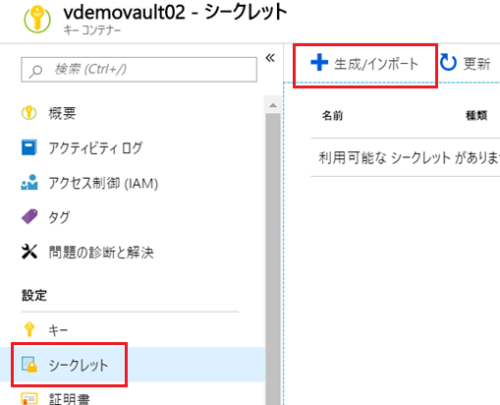 vdemovault02 - シークレット
キー コンテナー
検索 (Ctrl+/)
«
概要
アクティビティ ログ
アクセス制御 (IAM)
タグ
問題の診断と解決
設定
キー
シークレット
証明書
生成/インポート
更新
名前
種類
利用可能な シークレット がありま